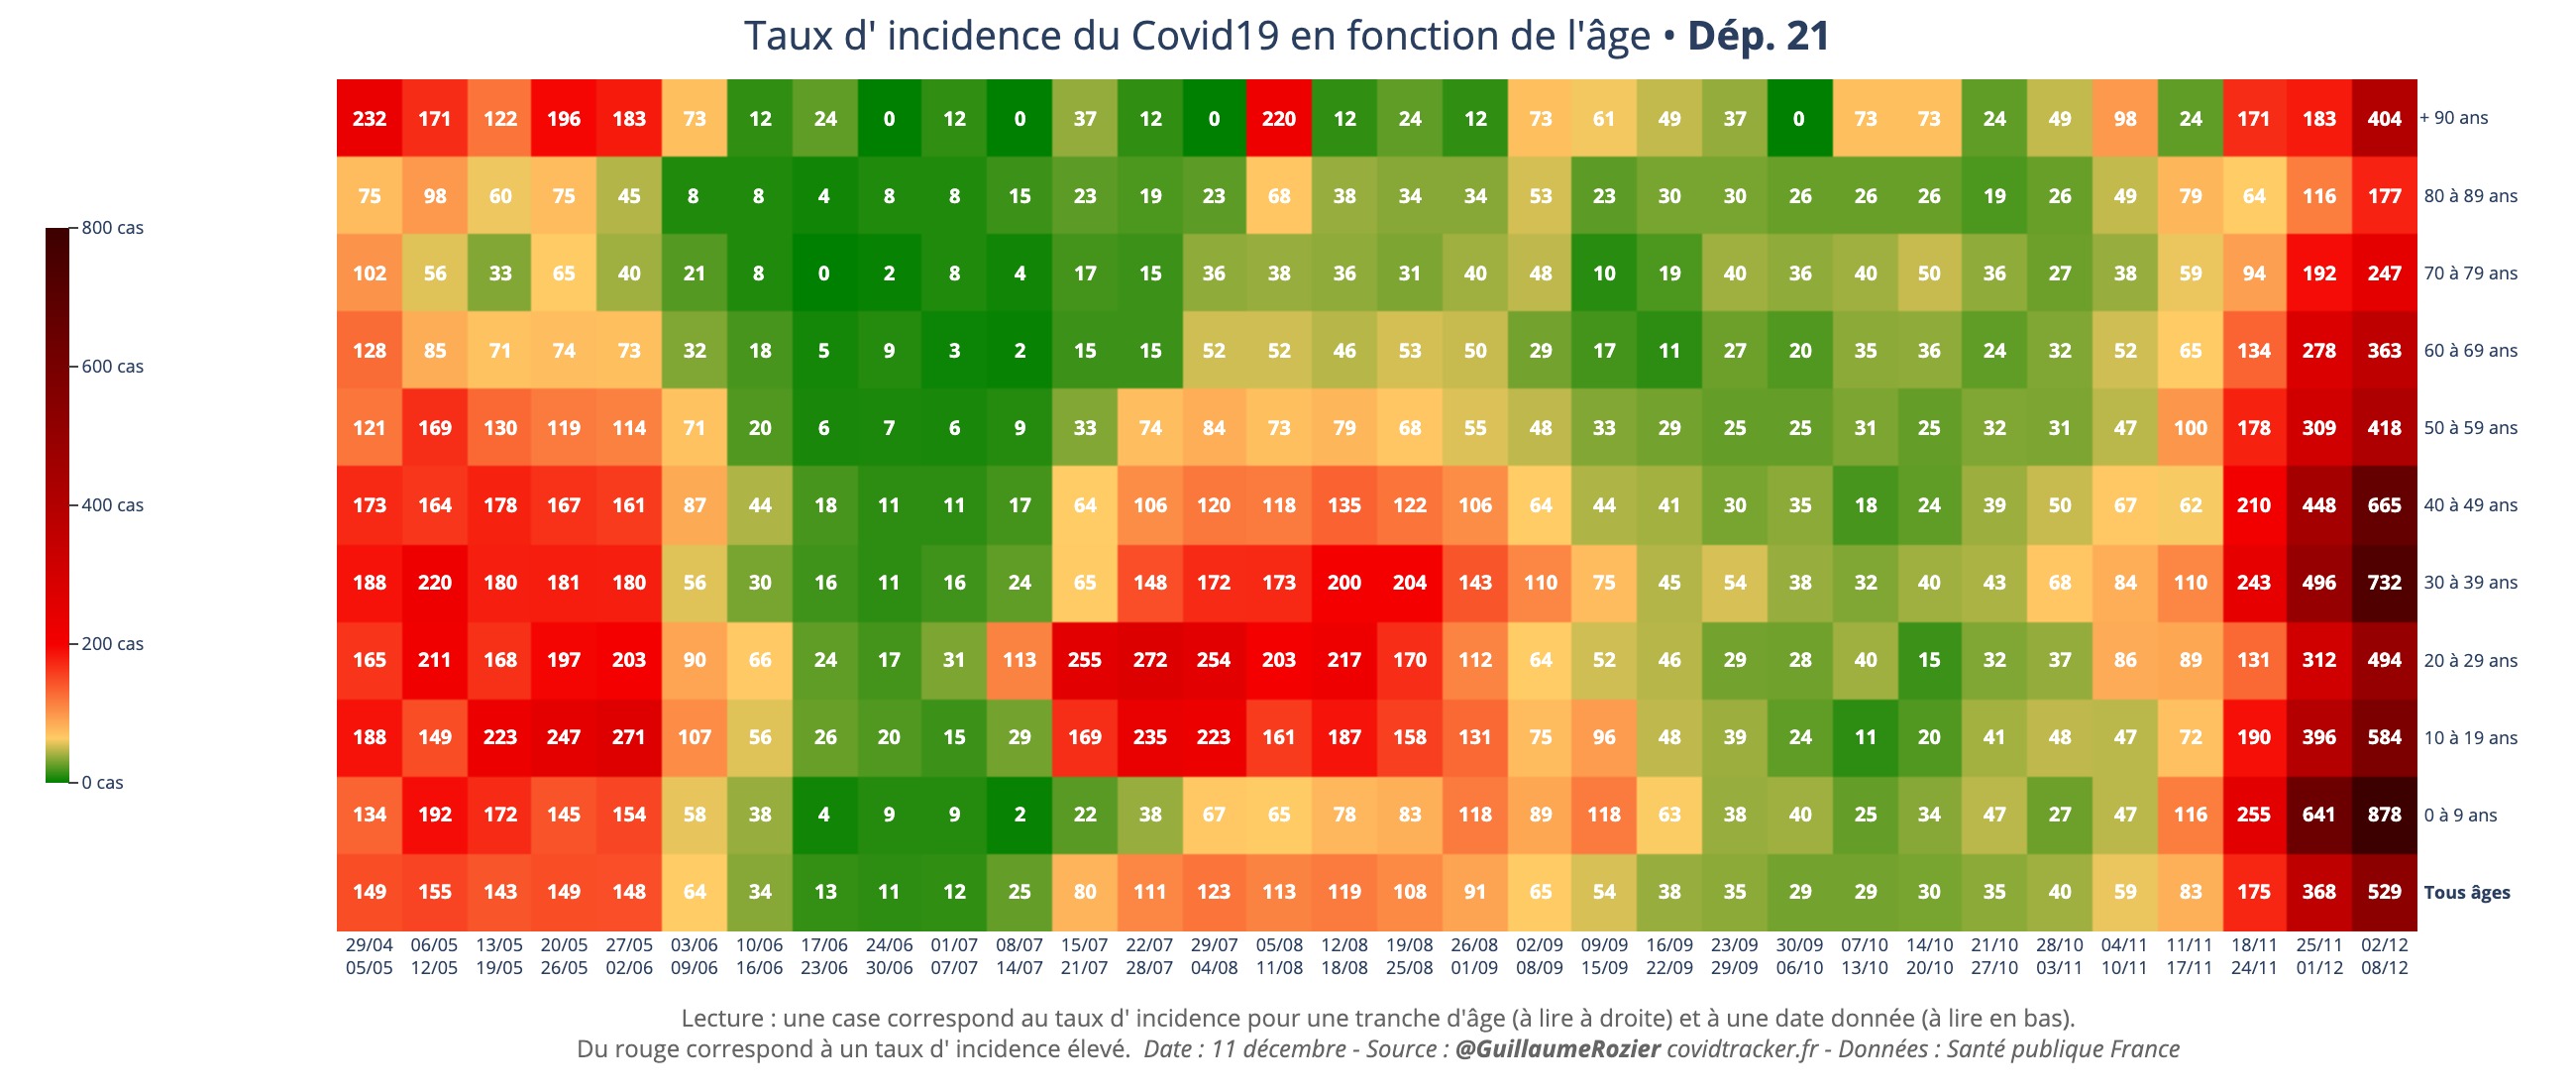 Taux d' incidence du Covid19 en fonction de l'âge • Dép. 21
232 171 122 196 183 73 12 24 0 12 0 37 12 0 220 12 24 12 73 61 49 37 0 73 73 24 49 98 24 171 183 404 + 90 ans
75 98 60 75 45 8 8 4 8 8 15 23 19 23 68 38 34 34 53 23 30 30 26 26 26 19 26 49 79 64 116 177 80 à 89 ans
800 cas
102 56 33 65 40 21 8 0 2 8 4 17 15 36 38 36 31 40 48 10 19 40 36 40 50 36 27 38 59 94 192 247 70 à 79 ans
128 85 71 74 73 32 18 5 9 3 2 15 15 52 52 46 53 50 29 17 11 27 20 35 36 24 32 52 65 134 278 363 60 à 69 ans
600 cas
121 169 130 119 114 71 20 6 7 6 9 33 74 84 73 79 68 55 48 33 29 25 25 31 25 32 31 47 100 178 309 418 50 à 59 ans
400 cas
173 164 178 167 161 87 44 18 11 11 17 64 106 120 118 135 122 106 64 44 41 30 35 18 24 39 50 67 62 210 448 665 40 à 49 ans
188 220 180 181 180 56 30 16 11 16 24 65 148 172 173 200 204 143 110 75 45 54 38 32 40 43 68 84 110 243 496 732 30 à 39 ans
200 cas
165 211 168 197 203 90 66 24 17 31 113 255 272 254 203 217 170 112 64 52 46 29 28 40 15 32 37 86 89 131 312 494 20 à 29 ans
188 149 223 247 271 107 56 26 20 15 29 169 235 223 161 187 158 131 75 96 48 39 24 11 20 41 48 47 72 190 396 584 10 à 19 ans
0 cas
134 192 172 145 154 58 38 4 9 9 2 22 38 67 65 78 83 118 89 118 63 38 40 25 34 47 27 47 116 255 641 878 0 à 9 ans
149 155 143 149 148 64 34 13 11 12 25 80 111 123 113 119 108 91 65 54 38 35 29 29 30 35 40 59 83 175 368 529 Tous âges
29/04 06/05 13/05 20/05 27/05 03/06 10/06 17/06 24/06 01/07 08/07 15/07 22/07 29/07 05/08 12/08 19/08 26/08 02/09 09/09 16/09 23/09 30/09 07/10 14/10 21/10 28/10 04/11 11/11 18/11 25/11 02/12
05/05 12/05 19/05 26/05 02/06 09/06 16/06 23/06 30/06 07/07 14/07 21/07 28/07 04/08 11/08 18/08 25/08 01/09 08/09 15/09 22/09 29/09 06/10 13/10 20/10 27/10 03/11 10/11 17/11 24/11 01/12 08/12
Lecture : une case correspond au taux d' incidence pour une tranche d'âge (à lire à droite) et à une date donnée (à lire en bas).
Du rouge correspond à un taux d' incidence élevé. Date : 11 décembre - Source : @GuillaumeRozier covidtracker.fr - Données : Santé publique France